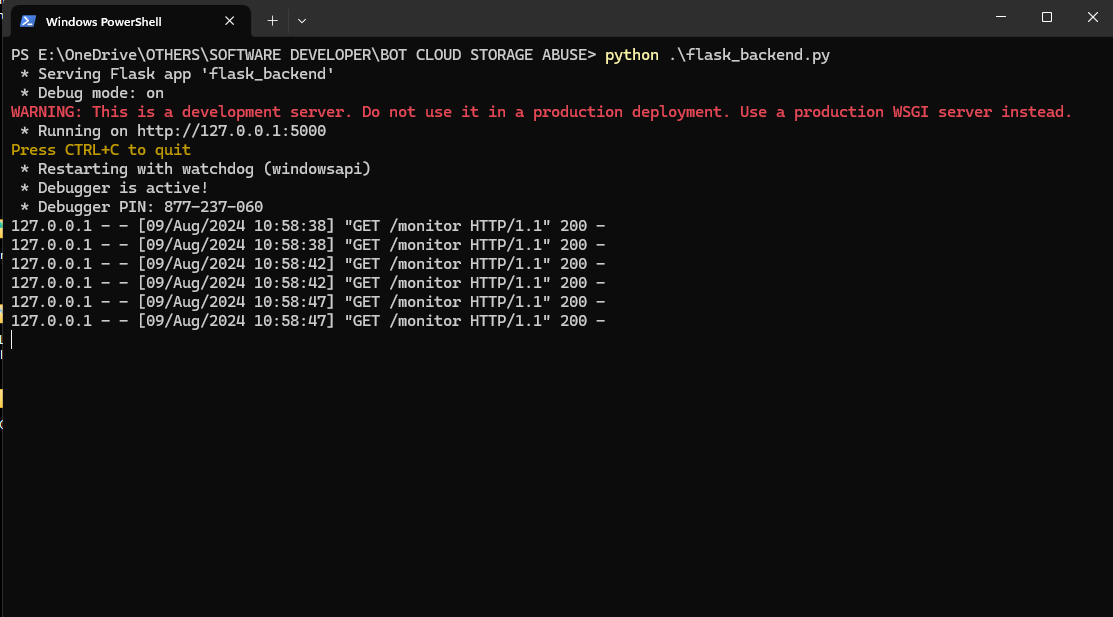 Windows PowerShell
PS E:\OneDrive\OTHERS\SOFTWARE DEVELOPER\BOT CLOUD STORAGE ABUSE> python .\flask_backend.py
 * Serving Flask app 'flask_backend'
 * Debug mode: on
WARNING: This is a development server. Do not use it in a production deployment. Use a production WSGI server instead.
 * Running on http://127.0.0.1:5000
Press CTRL+C to quit
 * Restarting with watchdog (windowsapi)
 * Debugger is active!
 * Debugger PIN: 877-237-060
127.0.0.1 - - [09/Aug/2024 10:58:38] "GET /monitor HTTP/1.1" 200 -
127.0.0.1 - - [09/Aug/2024 10:58:38] "GET /monitor HTTP/1.1" 200 -
127.0.0.1 - - [09/Aug/2024 10:58:42] "GET /monitor HTTP/1.1" 200 -
127.0.0.1 - - [09/Aug/2024 10:58:42] "GET /monitor HTTP/1.1" 200 -
127.0.0.1 - - [09/Aug/2024 10:58:47] "GET /monitor HTTP/1.1" 200 -
127.0.0.1 - - [09/Aug/2024 10:58:47] "GET /monitor HTTP/1.1" 200 -